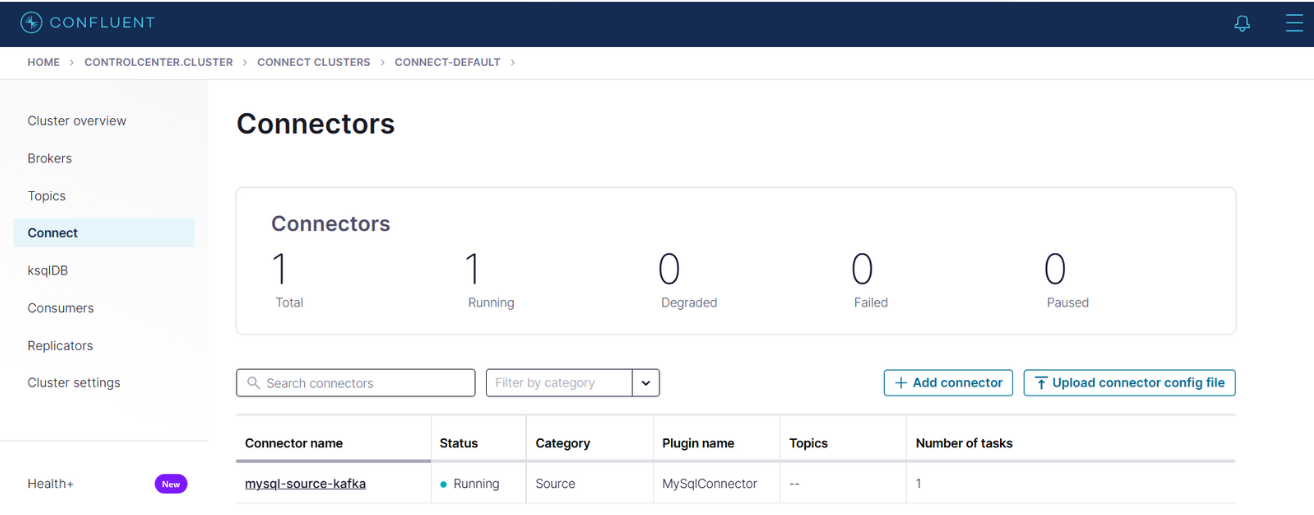 CONFLUENT
HOME > CONTROLCENTER.CLUSTER > CONNECT CLUSTERS > CONNECT-DEFAULT >
Cluster overview
Brokers
Topics
Connect
ksqlDB
Consumers
Replicators
Cluster settings
Health+ New
Connectors
Connectors
1 1 0 0 0
Total Running Degraded Failed Paused
Search connectors Filter by category + Add connector Upload connector config file
Connector name Status Category Plugin name Topics Number of tasks
mysql-source-kafka Running Source MySqlConnector -- 1